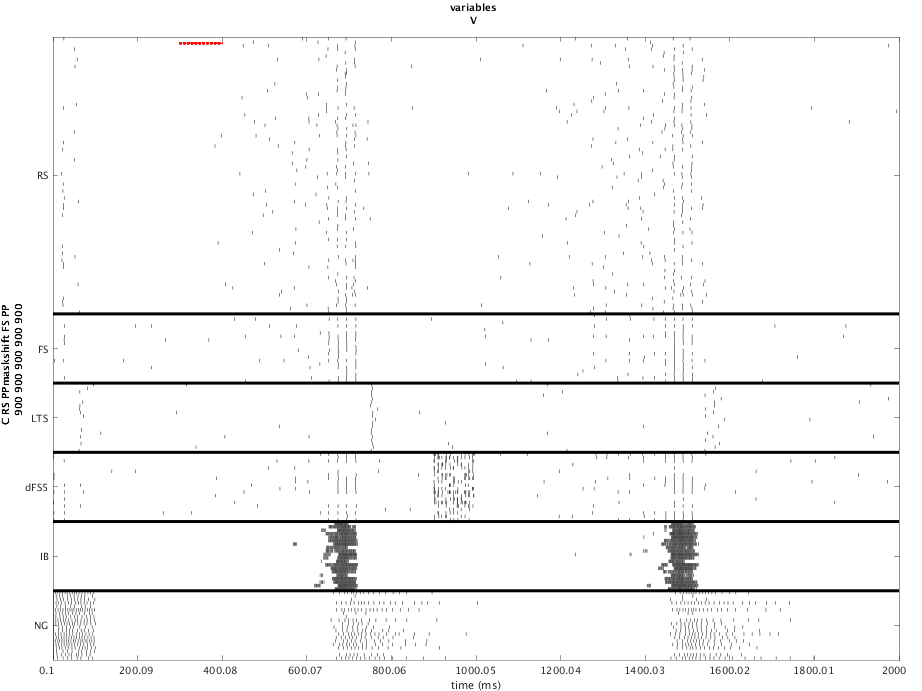 variables
V
C RS PPmaskshift FS PP
900 900 900 900 900
RS
FS
LTS
dFS5
IB
NG
0.1 200.09 400.08 600.07 800.06 1000.05 1200.04 1400.03 1600.02 1800.01 2000
time (ms)